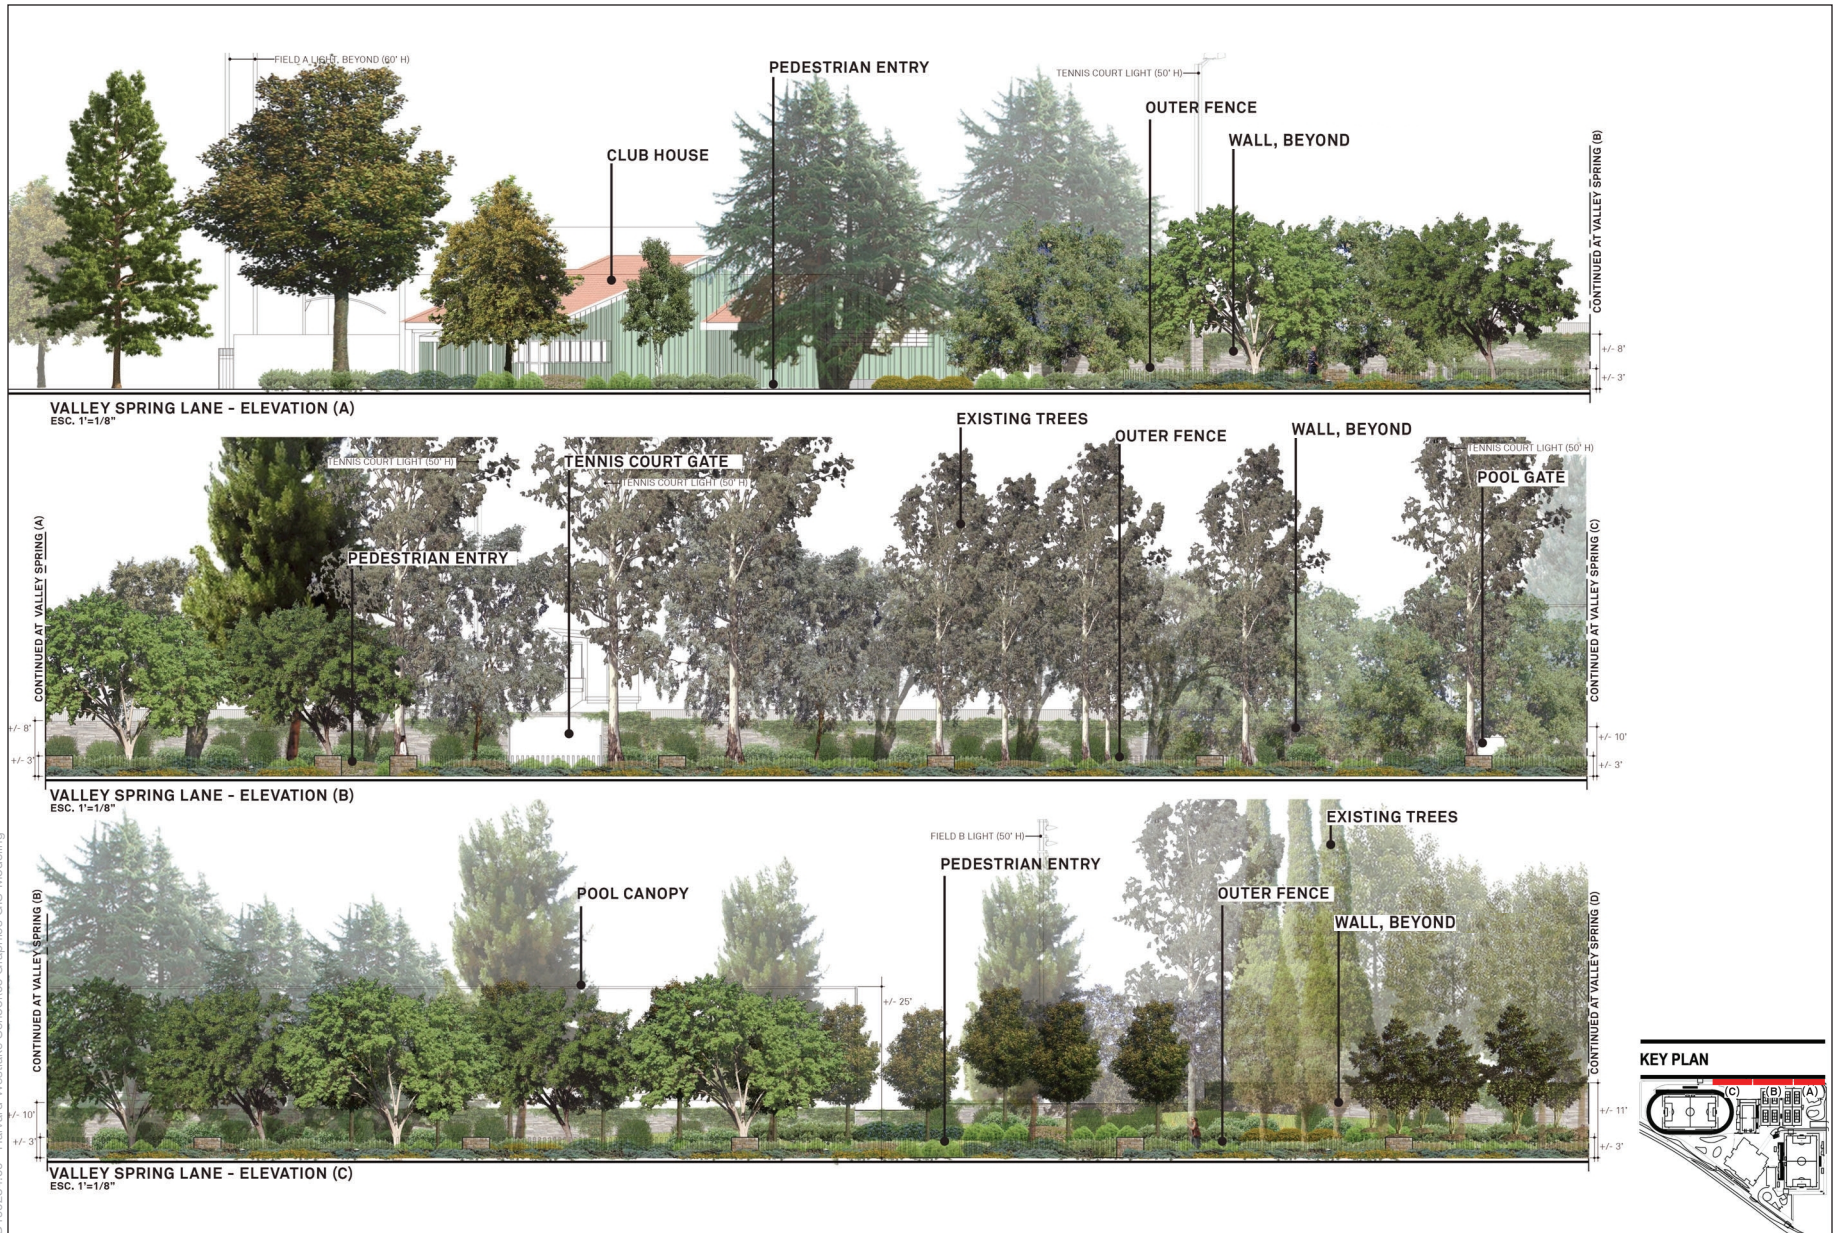 FIELD A LIGHT, BEYOND (60' H)
PEDESTRIAN ENTRY
TENNIS COURT LIGHT (50' H)
OUTER FENCE
WALL, BEYOND
CLUB HOUSE
CONTINUED AT VALLEY SPRING (B)
+/- 8'
+/- 3'
VALLEY SPRING LANE - ELEVATION (A)
ESC. 1'=1/8"
EXISTING TREES
OUTER FENCE
WALL, BEYOND
TENNIS COURT LIGHT (50' H)
TENNIS COURT GATE
TENNIS COURT LIGHT (50' H)
TENNIS COURT LIGHT (50' H)
POOL GATE
PEDESTRIAN ENTRY
CONTINUED AT VALLEY SPRING (A)
CONTINUED AT VALLEY SPRING (C)
+/- 8'
+/- 3'
+/- 10'
+/- 3'
VALLEY SPRING LANE - ELEVATION (B)
ESC. 1'=1/8"
EXISTING TREES
FIELD B LIGHT (50' H)
PEDESTRIAN ENTRY
POOL CANOPY
OUTER FENCE
WALL, BEYOND
CONTINUED AT VALLEY SPRING (B)
CONTINUED AT VALLEY SPRING (D)
+/- 25'
+/- 10'
+/- 3'
+/- 11'
+/- 3'
VALLEY SPRING LANE - ELEVATION (C)
ESC. 1'=1/8"
KEY PLAN
(C)
(B)
(A)